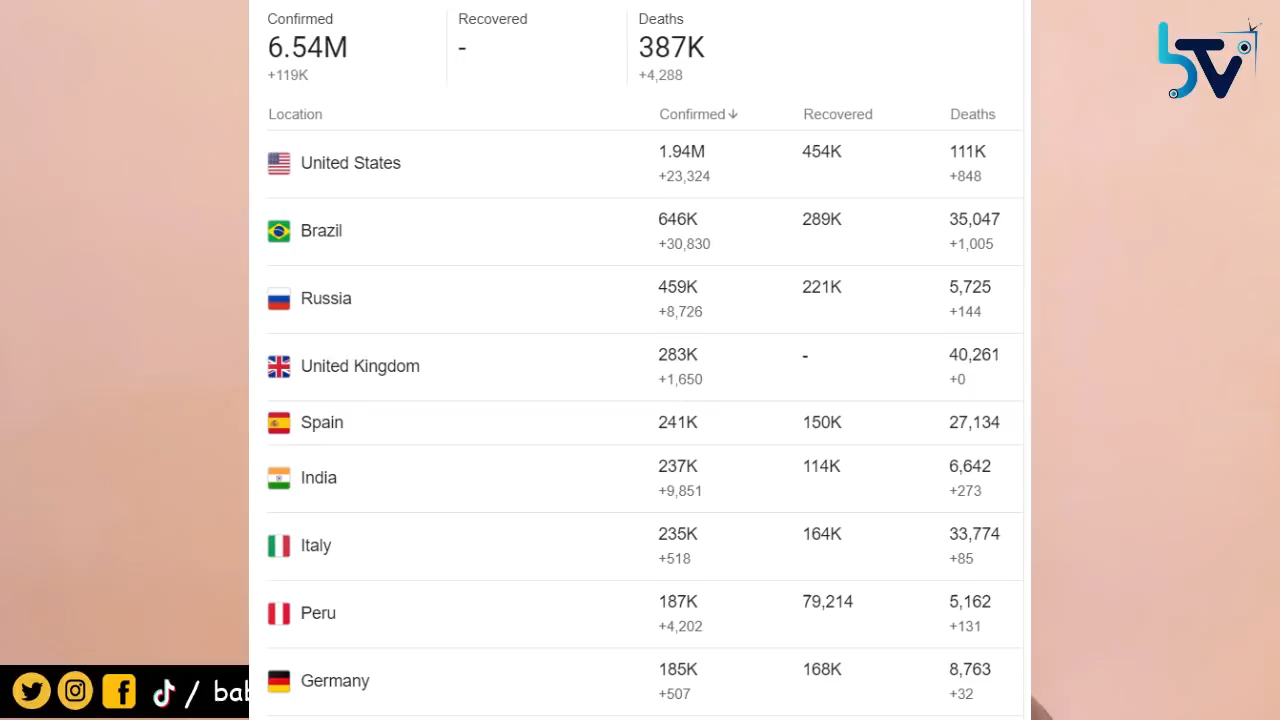 Confirmed Recovered Deaths
6.54M - 387K
+119K +4,288
bTV
Location Confirmed↓ Recovered Deaths
United States 1.94M 454K 111K
+23,324 +848
Brazil 646K 289K 35,047
+30,830 +1,005
Russia 459K 221K 5,725
+8,726 +144
United Kingdom 283K - 40,261
+1,650 +0
Spain 241K 150K 27,134
India 237K 114K 6,642
+9,851 +273
Italy 235K 164K 33,774
+518 +85
Peru 187K 79,214 5,162
+4,202 +131
Germany 185K 168K 8,763
+507 +32
/